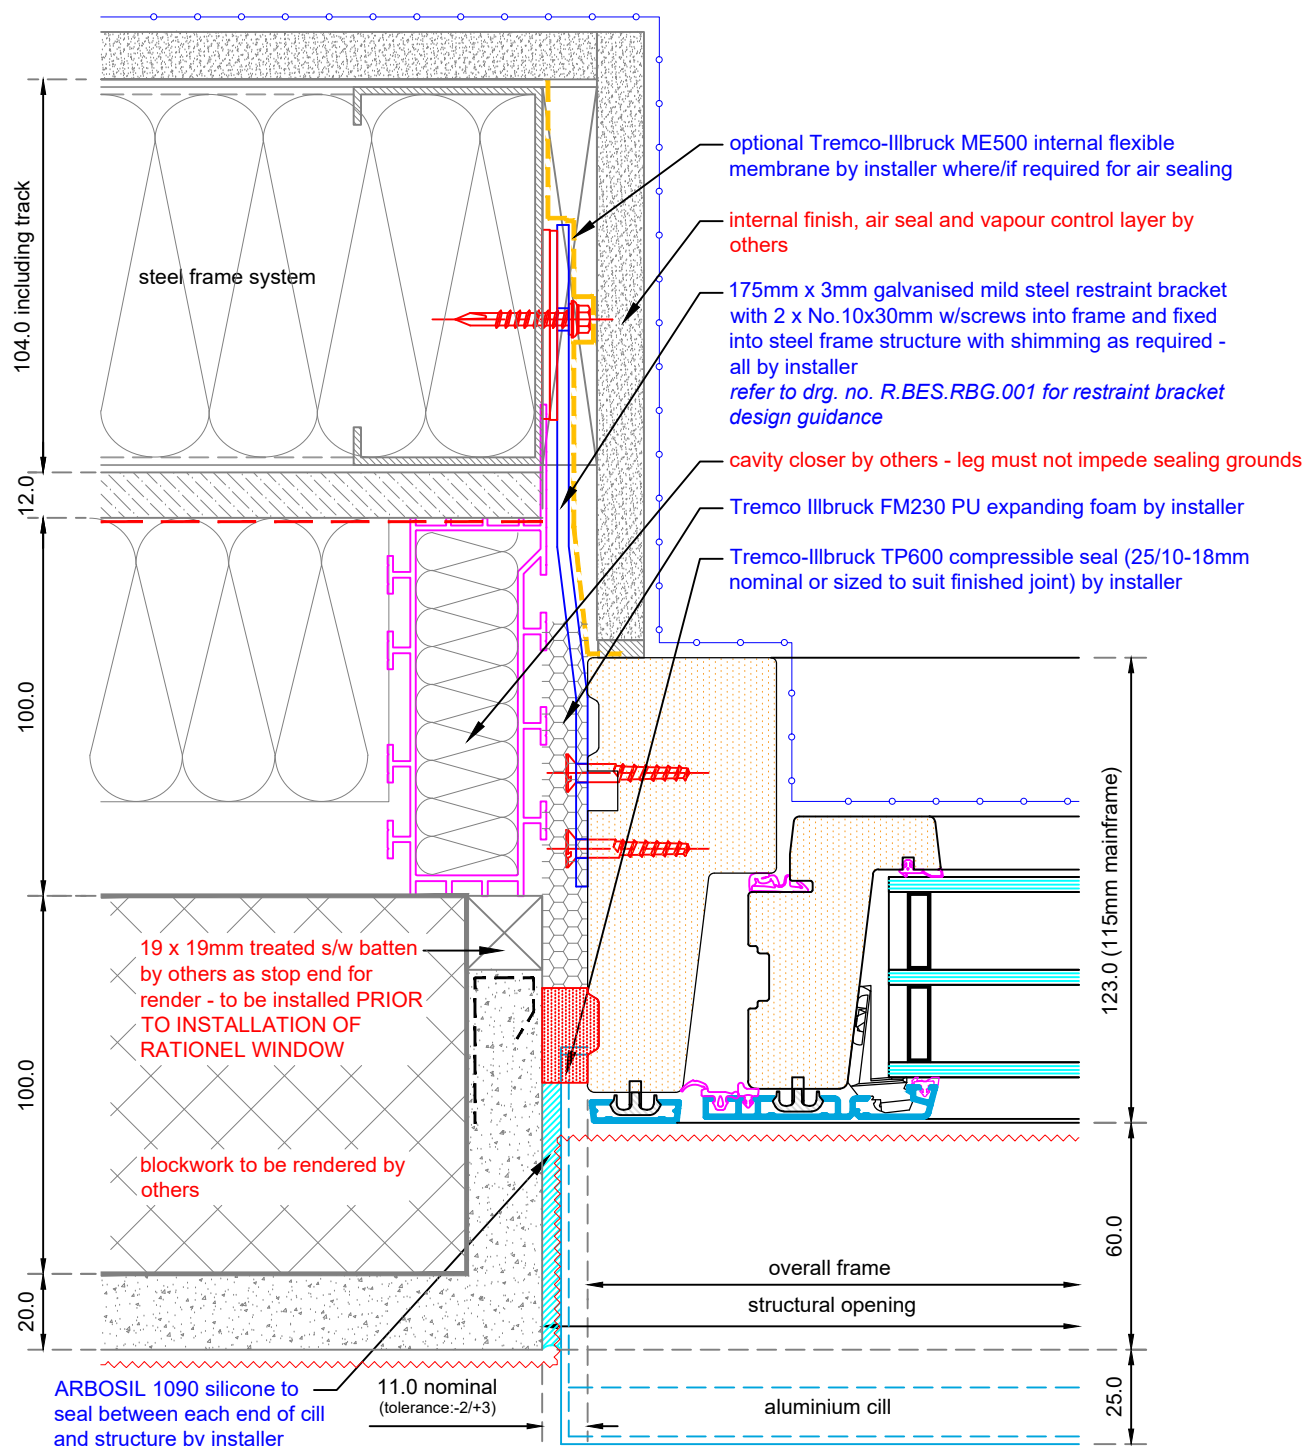 optional Tremco-Illbruck ME500 internal flexible
membrane by installer where/if required for air sealing
internal finish, air seal and vapour control layer by
others
175mm x 3mm galvanised mild steel restraint bracket
with 2 x No.10x30mm w/screws into frame and fixed
into steel frame structure with shimming as required -
all by installer
refer to drg. no. R.BES.RBG.001 for restraint bracket
design guidance
cavity closer by others - leg must not impede sealing grounds
Tremco Illbruck FM230 PU expanding foam by installer
Tremco-Illbruck TP600 compressible seal (25/10-18mm
nominal or sized to suit finished joint) by installer
steel frame system
104.0 including track
12.0
100.0
100.0
20.0
19 x 19mm treated s/w batten
by others as stop end for
render - to be installed PRIOR
TO INSTALLATION OF
RATIONEL WINDOW
blockwork to be rendered by
others
123.0 (115mm mainframe)
60.0
25.0
overall frame
structural opening
aluminium cill
11.0 nominal
(tolerance:-2/+3)
ARBOSIL 1090 silicone to
seal between each end of cill
and structure by installer